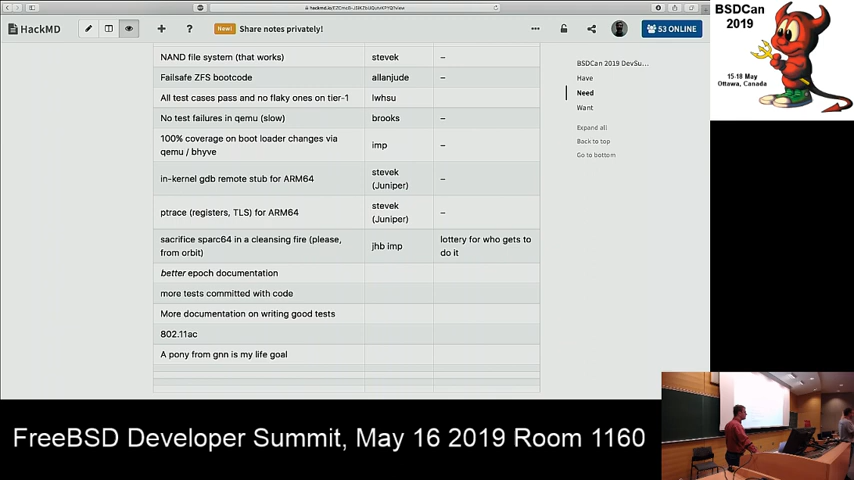 HackMD
New!
Share notes privately!
53 ONLINE
NAND file system (that works)
stevek
–
Failsafe ZFS bootcode
allanjude
–
All test cases pass and no flaky ones on tier-1
lwhsu
–
No test failures in qemu (slow)
brooks
–
100% coverage on boot loader changes via
qemu / bhyve
imp
–
in-kernel gdb remote stub for ARM64
stevek
(Juniper)
–
ptrace (registers, TLS) for ARM64
stevek
(Juniper)
–
sacrifice sparc64 in a cleansing fire (please,
from orbit)
jhb imp
lottery for who gets to
do it
better epoch documentation
more tests committed with code
More documentation on writing good tests
802.11ac
A pony from gnn is my life goal
BSDCan 2019 DevSu...
Have
Need
Want
Expand all
Back to top
Go to bottom
BSDCan
2019
15-18 May
Ottawa, Canada
FreeBSD Developer Summit, May 16 2019 Room 1160